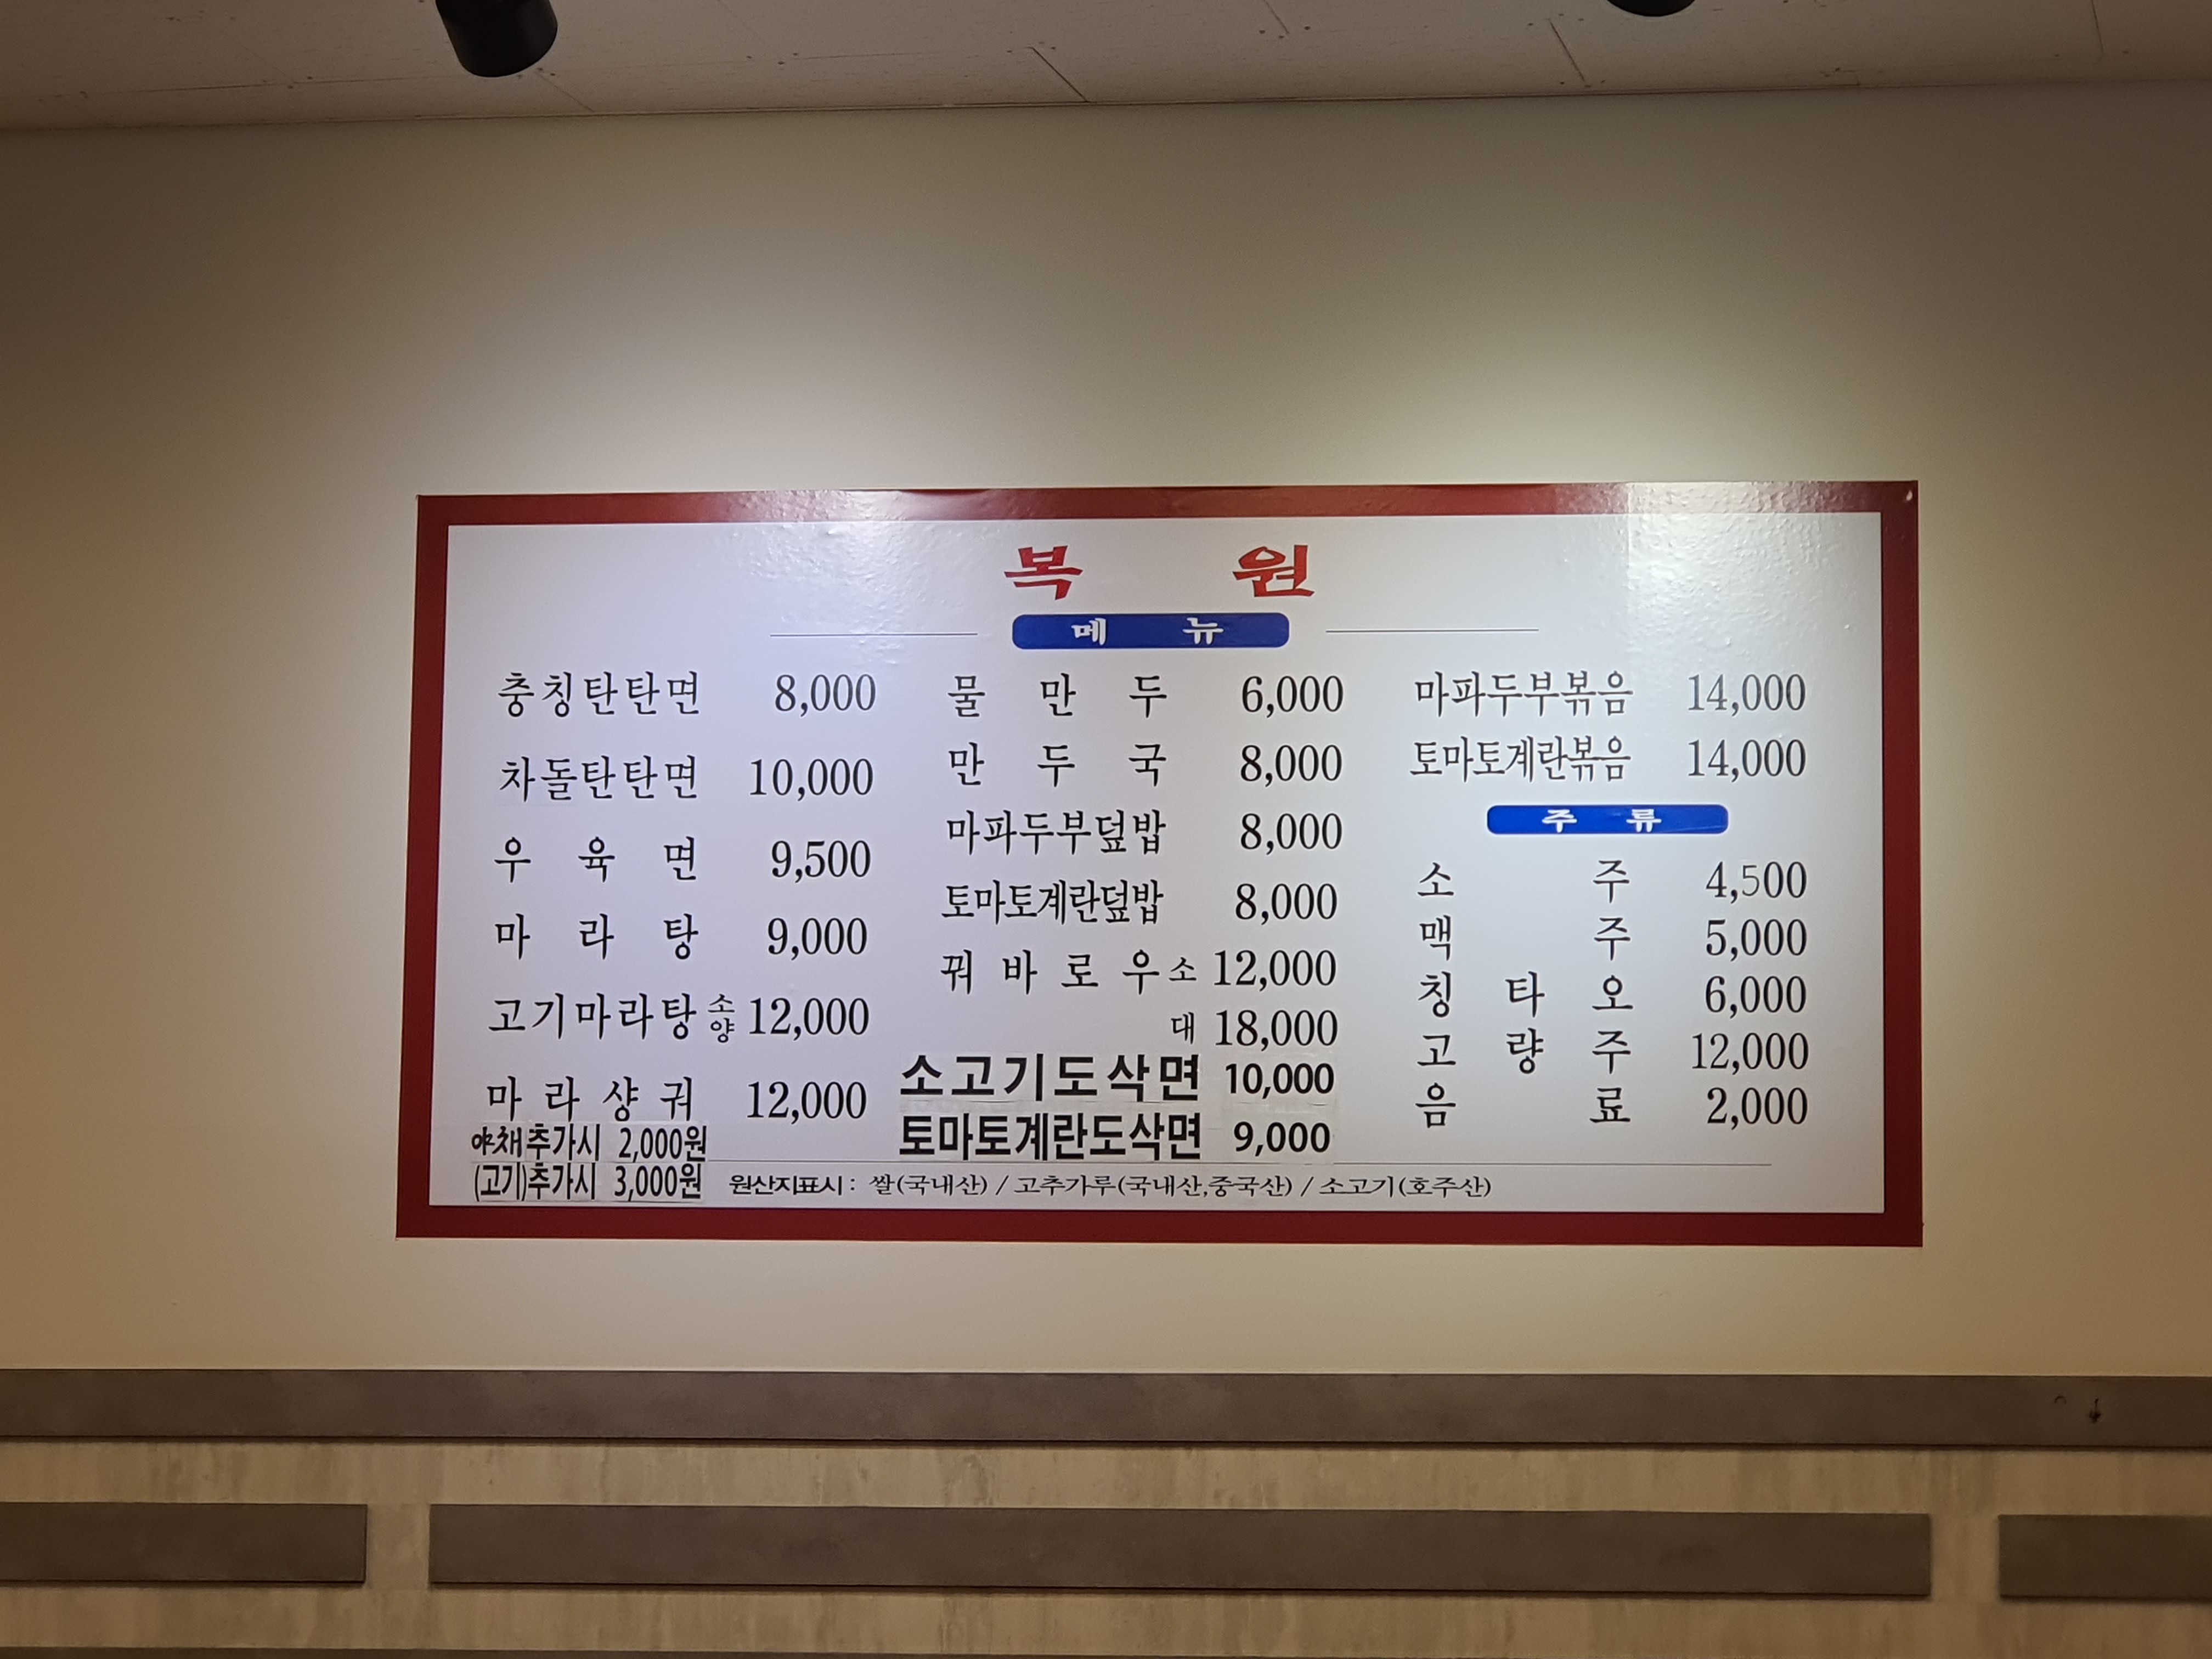 복 원
메 뉴
충칭탄탄면 8,000
차돌탄탄면 10,000
우 육 면 9,500
마 라 탕 9,000
고기마라탕 소 양 12,000
마 라 샹 궈 12,000
야채추가시 2,000원
(고기)추가시 3,000원
물 만 두 6,000
만 두 국 8,000
마파두부덮밥 8,000
토마토계란덮밥 8,000
꿔 바 로 우 소 12,000
대 18,000
소고기도삭면 10,000
토마토계란도삭면 9,000
마파두부볶음 14,000
토마토계란볶음 14,000
주 류
소 주 4,500
맥 주 5,000
칭 타 오 6,000
고 량 주 12,000
음 료 2,000
원산지표시 : 쌀(국내산) / 고추가루(국내산,중국산) / 소고기(호주산)